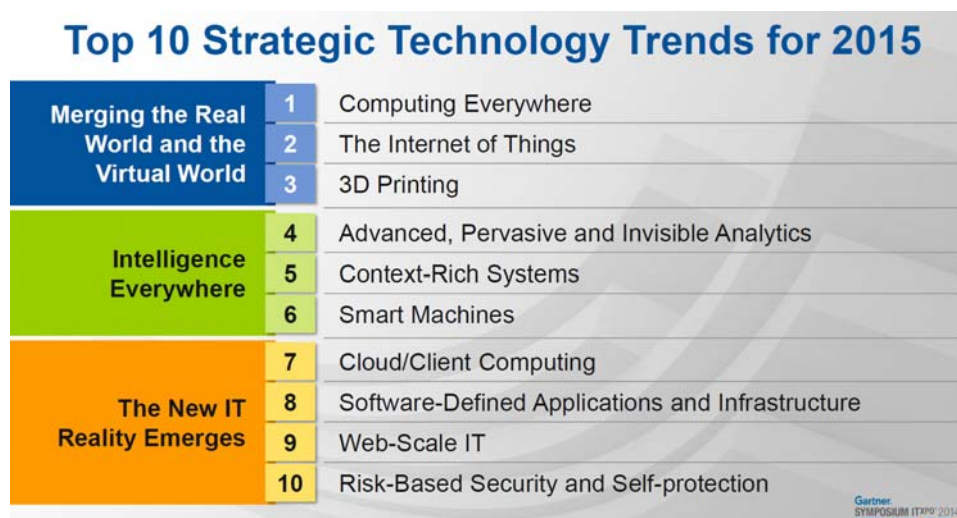 Top 10 Strategic Technology Trends for 2015
Merging the Real
World and the
Virtual World
1 Computing Everywhere
2 The Internet of Things
3 3D Printing
Intelligence
Everywhere
4 Advanced, Pervasive and Invisible Analytics
5 Context-Rich Systems
6 Smart Machines
The New IT
Reality Emerges
7 Cloud/Client Computing
8 Software-Defined Applications and Infrastructure
9 Web-Scale IT
10 Risk-Based Security and Self-protection
Gartner.
SYMPOSIUM ITXPO 2014